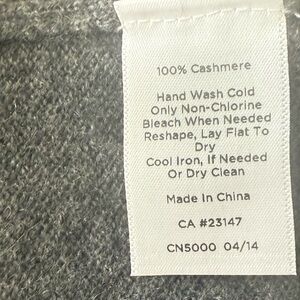 100% Cashmere
Hand Wash Cold
Only Non-Chlorine
Bleach When Needed
Reshape, Lay Flat To
Dry
Cool Iron, If Needed
Or Dry Clean
Made In China
CA #23147
CN5000 04/14